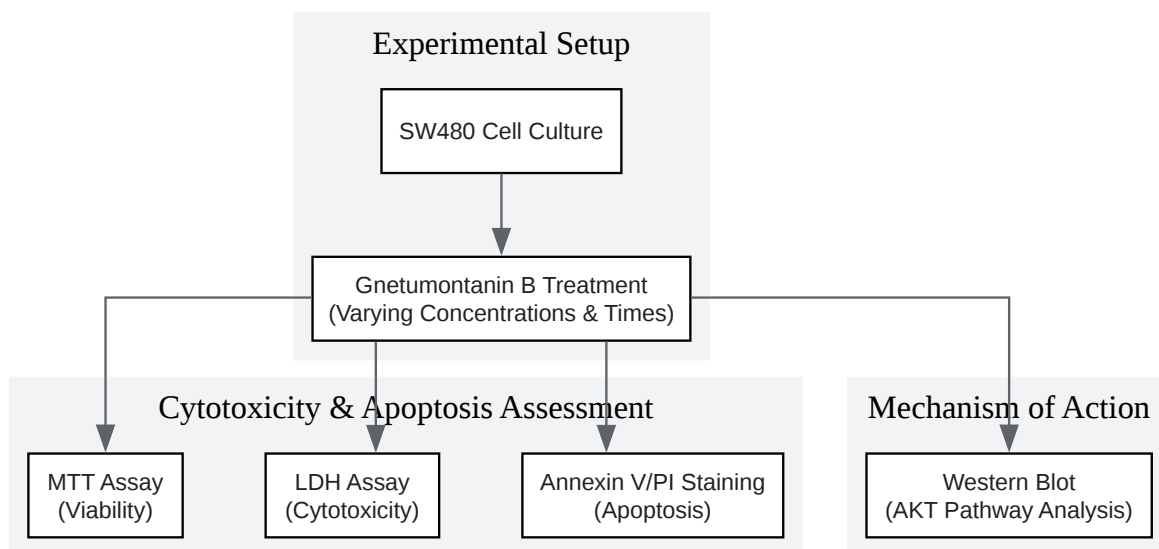 Experimental Setup
SW480 Cell Culture
Gnetumontanin B Treatment
(Varying Concentrations & Times)
Cytotoxicity & Apoptosis Assessment
Mechanism of Action
MTT Assay
(Viability)
LDH Assay
(Cytotoxicity)
Annexin V/PI Staining
(Apoptosis)
Western Blot
(AKT Pathway Analysis)